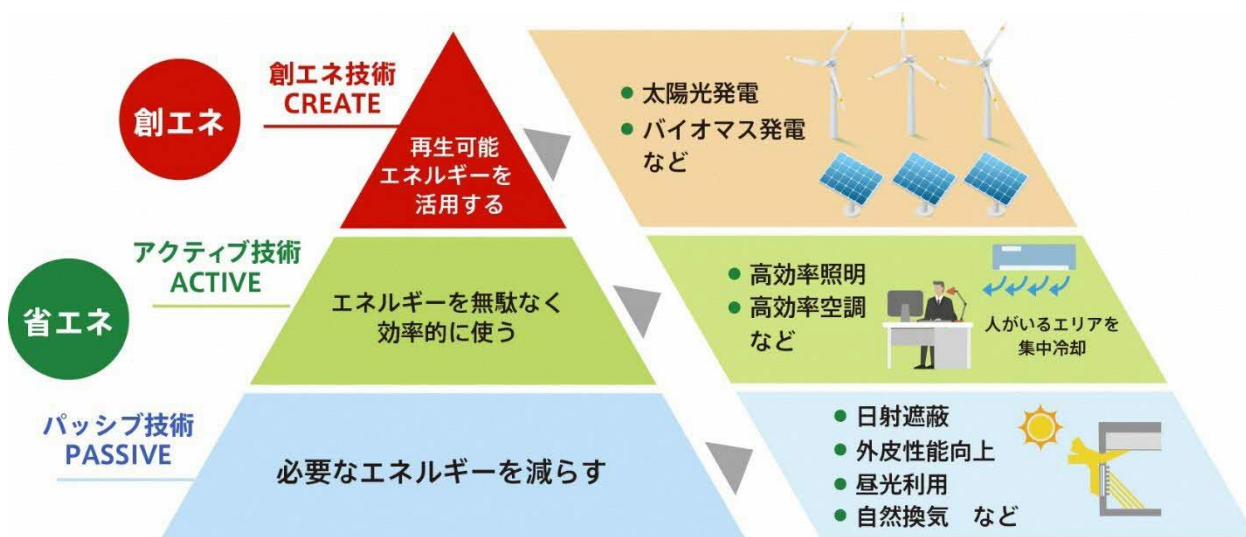 創エネ
創エネ技術
CREATE
再生可能
エネルギーを
活用する
● 太陽光発電
● バイオマス発電
など
省エネ
アクティブ技術
ACTIVE
エネルギーを無駄なく
効率的に使う
● 高効率照明
● 高効率空調
など
人がいるエリアを
集中冷却
パッシブ技術
PASSIVE
必要なエネルギーを減らす
● 日射遮蔽
● 外皮性能向上
● 昼光利用
● 自然換気 など